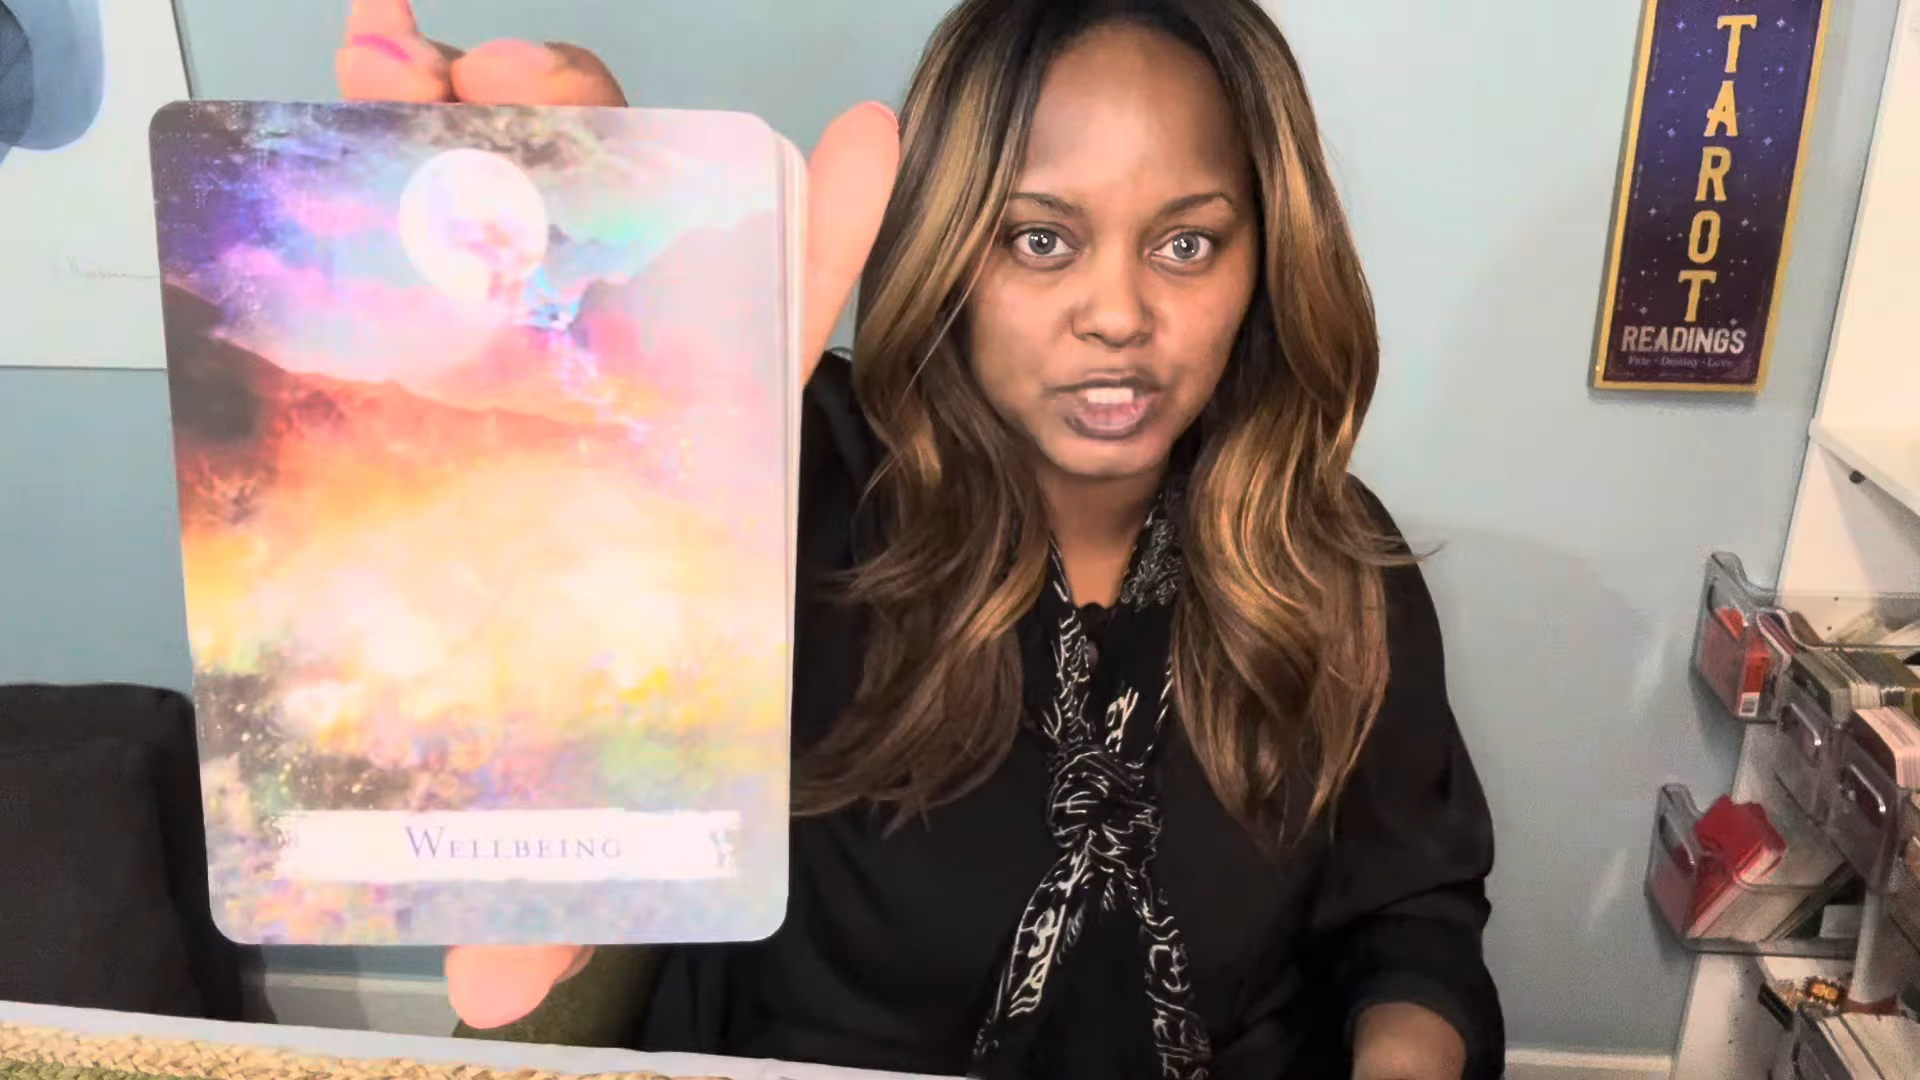 WELLBEING
TAROT
READINGS
Fate • Destiny • Love